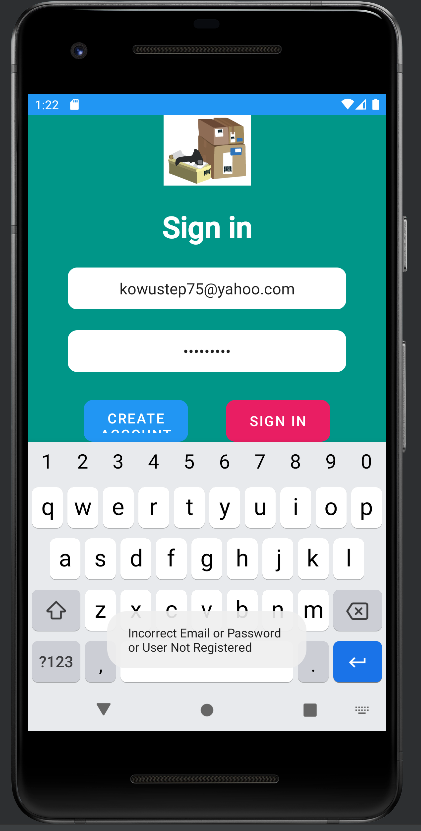 1:22
Sign in
kowustep75@yahoo.com
•••••••••
CREATE
ACCOUNT
SIGN IN
1 2 3 4 5 6 7 8 9 0
q w e r t y u i o p
a s d f g h j k l
z x c v b n m
Incorrect Email or Password
or User Not Registered
?123 , .